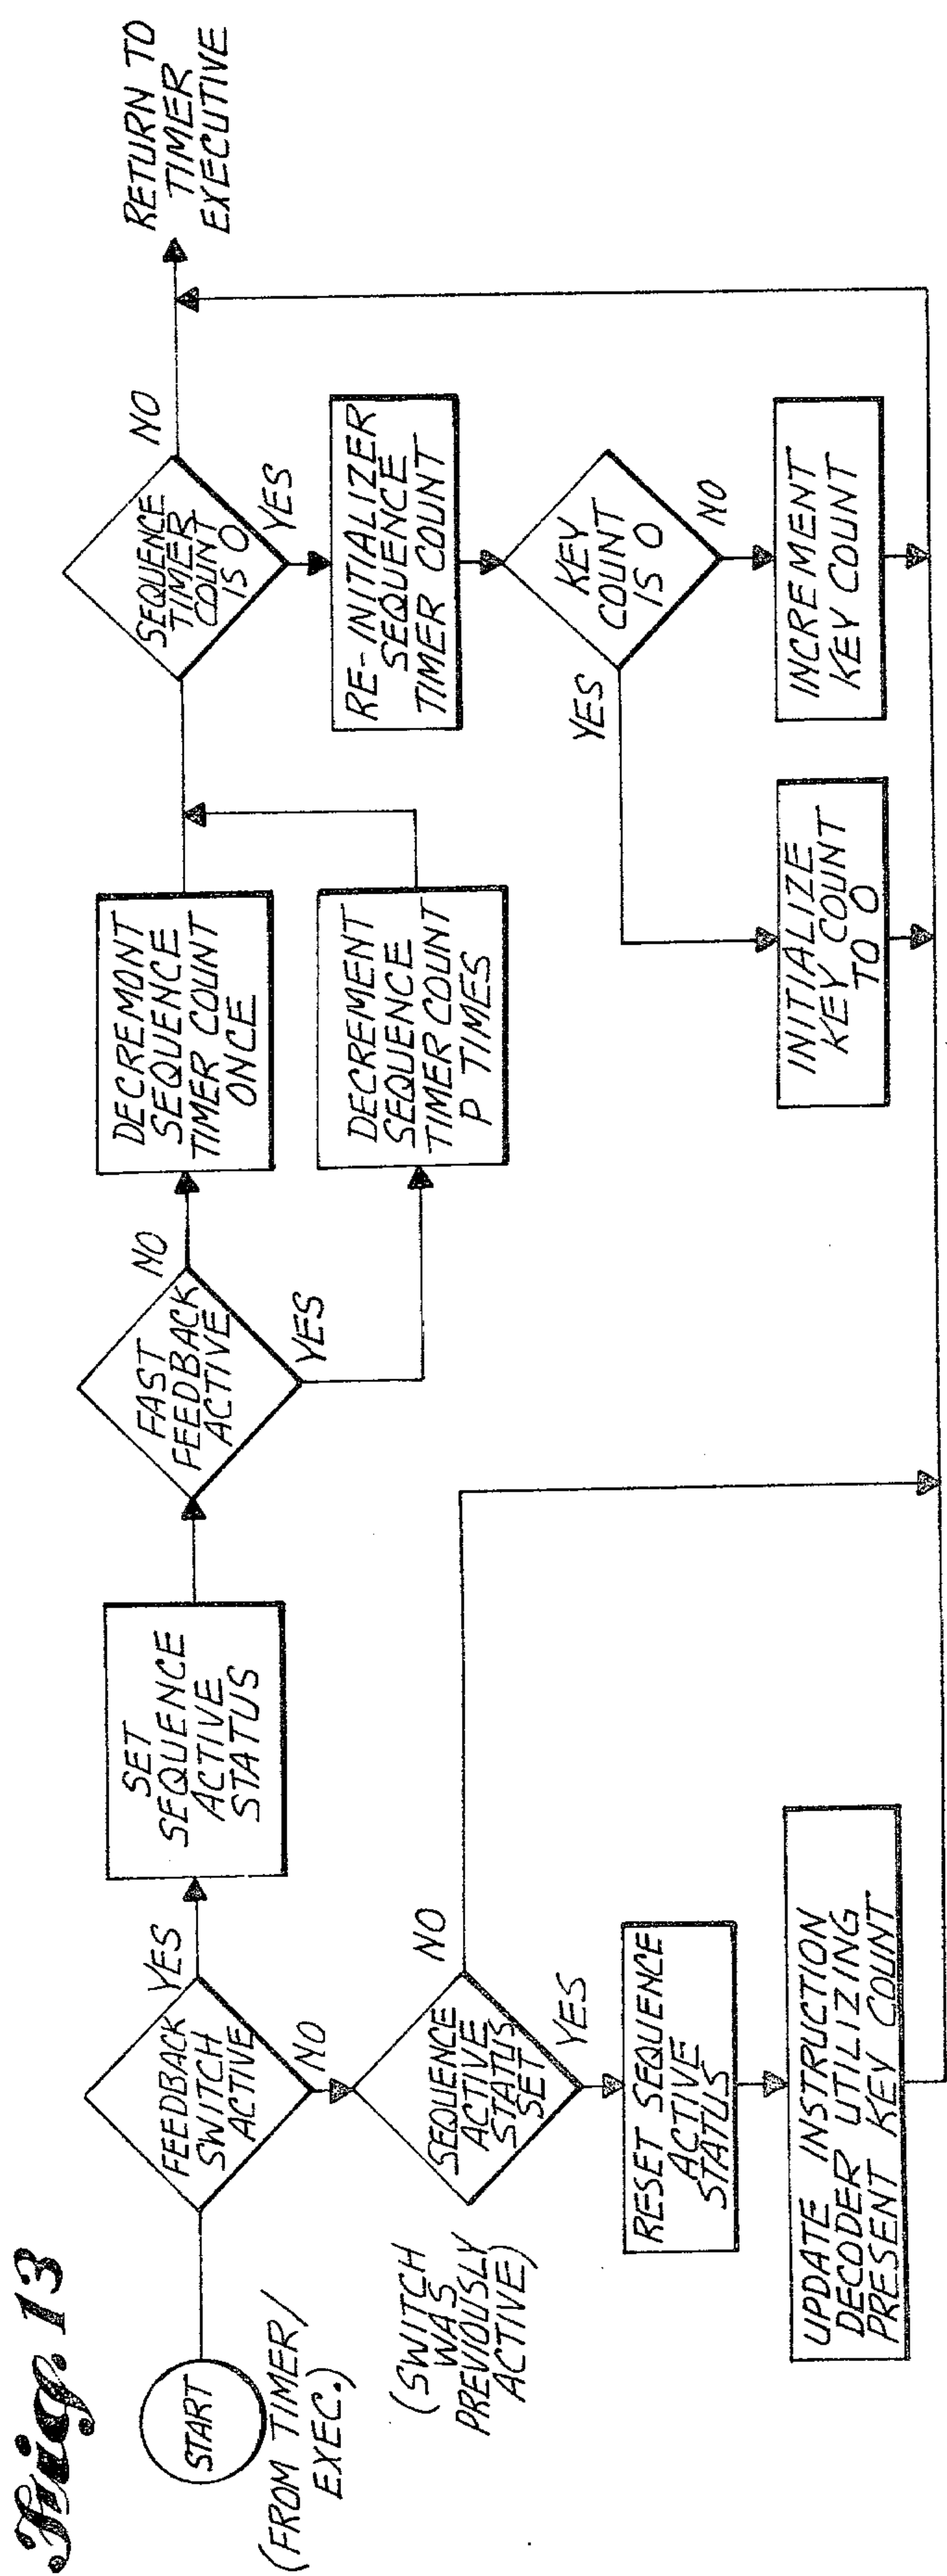 Fig. 13
START
(FROM TIMER/
EXEC.)
FEEDBACK
SWITCH
ACTIVE
YES
NO
SET
SEQUENCE
ACTIVE
STATUS
FAST
FEEDBACK
ACTIVE
NO
YES
DECREMONT
SEQUENCE
TIMER COUNT
ONCE
DECREMENT
SEQUENCE
TIMER COUNT
P TIMES
SEQUENCE
TIMER
COUNT
IS O
NO
YES
RETURN TO
TIMER
EXECUTIVE
RE-INITIALIZER
SEQUENCE
TIMER COUNT
KEY
COUNT
IS O
YES
NO
INITIALIZE
KEY COUNT
TO O
INCREMENT
KEY COUNT
(SWITCH
WAS
PREVIOUSLY
ACTIVE)
SEQUENCE
ACTIVE
STATUS
SET
NO
YES
RESET SEQUENCE
ACTIVE
STATUS
UPDATE INSTRUCTION
DECODER UTILIZING
PRESENT KEY COUNT